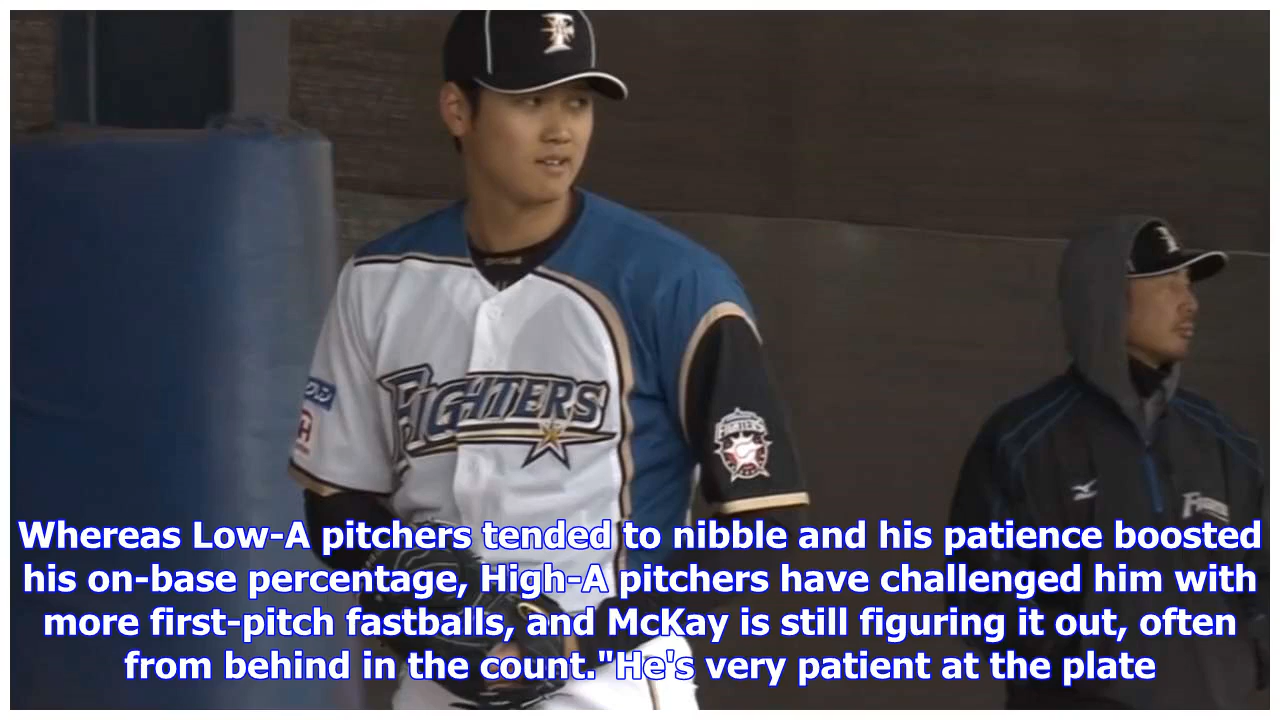 FIGHTERS
FIGHTERS
Whereas Low-A pitchers tended to nibble and his patience boosted
his on-base percentage, High-A pitchers have challenged him with
more first-pitch fastballs, and McKay is still figuring it out, often
from behind in the count."He's very patient at the plate